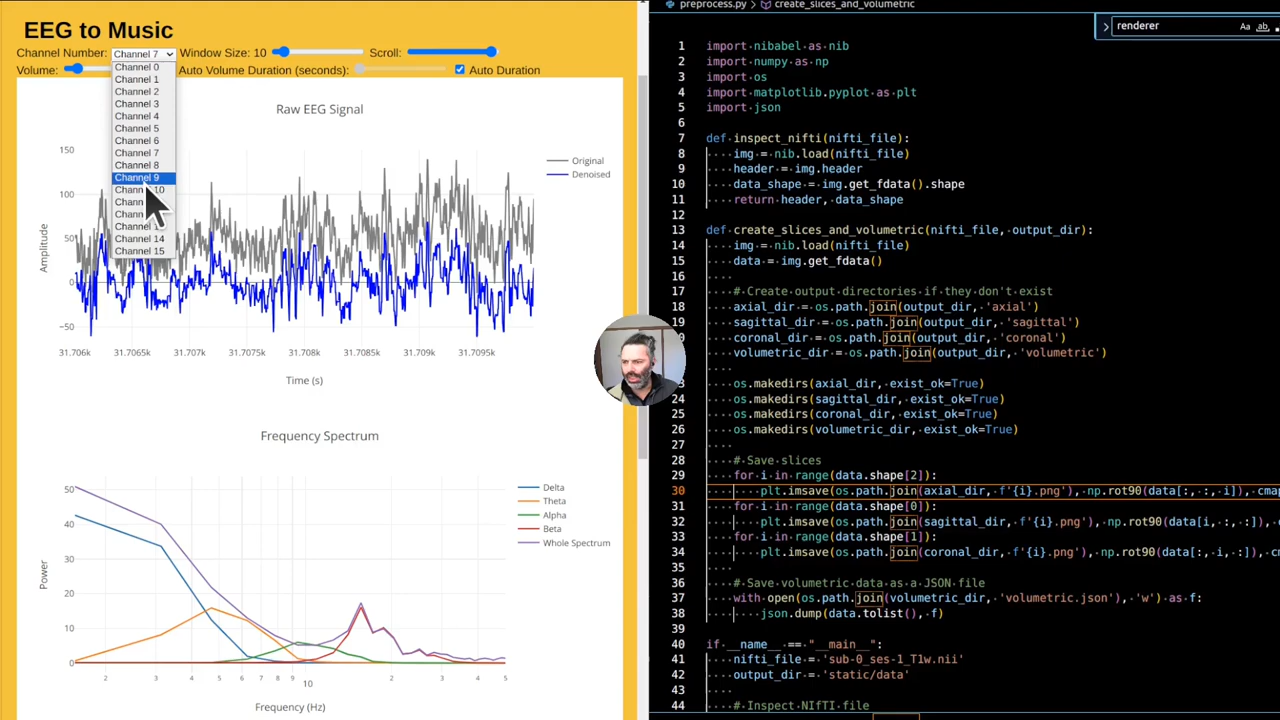 EEG to Music
Channel Number: Channel 7 Window Size: 10 Scroll:
Volume: Auto Volume Duration (seconds): Auto Duration
Channel 0
Channel 1
Channel 2
Channel 3
Channel 4
Channel 5
Channel 6
Channel 7
Channel 8
Channel 9
Channel 10
Chann
Chann
Chann
Channel 14
Channel 15
Raw EEG Signal
Original
Denoised
150
100
50
0
−50
Amplitude
31.706k 31.7065k 31.707k 31.7075k 31.708k 31.7085k 31.709k 31.7095k
Time (s)
Frequency Spectrum
Delta
Theta
Alpha
Beta
Whole Spectrum
50
40
30
20
10
0
Power
2 3 4 5 6 7 8 9 10 2 3 4 5
Frequency (Hz)
preprocess.py > create_slices_and_volumetric
renderer Aa ab
1 import nibabel as nib
2 import numpy as np
3 import os
4 import matplotlib.pyplot as plt
5 import json
6
7 def inspect_nifti(nifti_file):
8 img = nib.load(nifti_file)
9 header = img.header
10 data_shape = img.get_fdata().shape
11 return header, data_shape
12
13 def create_slices_and_volumetric(nifti_file, output_dir):
14 img = nib.load(nifti_file)
15 data = img.get_fdata()
16
17 # Create output directories if they don't exist
18 axial_dir = os.path.join(output_dir, 'axial')
19 sagittal_dir = os.path.join(output_dir, 'sagittal')
coronal_dir = os.path.join(output_dir, 'coronal')
volumetric_dir = os.path.join(output_dir, 'volumetric')
os.makedirs(axial_dir, exist_ok=True)
os.makedirs(sagittal_dir, exist_ok=True)
25 os.makedirs(coronal_dir, exist_ok=True)
26 os.makedirs(volumetric_dir, exist_ok=True)
27
28 # Save slices
29 for i in range(data.shape[2]):
30 plt.imsave(os.path.join(axial_dir, f'{i}.png'), np.rot90(data[:, :, i]), cma
31 for i in range(data.shape[0]):
32 plt.imsave(os.path.join(sagittal_dir, f'{i}.png'), np.rot90(data[i, :, :]), c
33 for i in range(data.shape[1]):
34 plt.imsave(os.path.join(coronal_dir, f'{i}.png'), np.rot90(data[:, i, :]), cm
35
36 # Save volumetric data as a JSON file
37 with open(os.path.join(volumetric_dir, 'volumetric.json'), 'w') as f:
38 json.dump(data.tolist(), f)
39
40 if __name__ == "__main__":
41 nifti_file = 'sub-0_ses-1_T1w.nii'
42 output_dir = 'static/data'
43
44 # Inspect NIfTI file